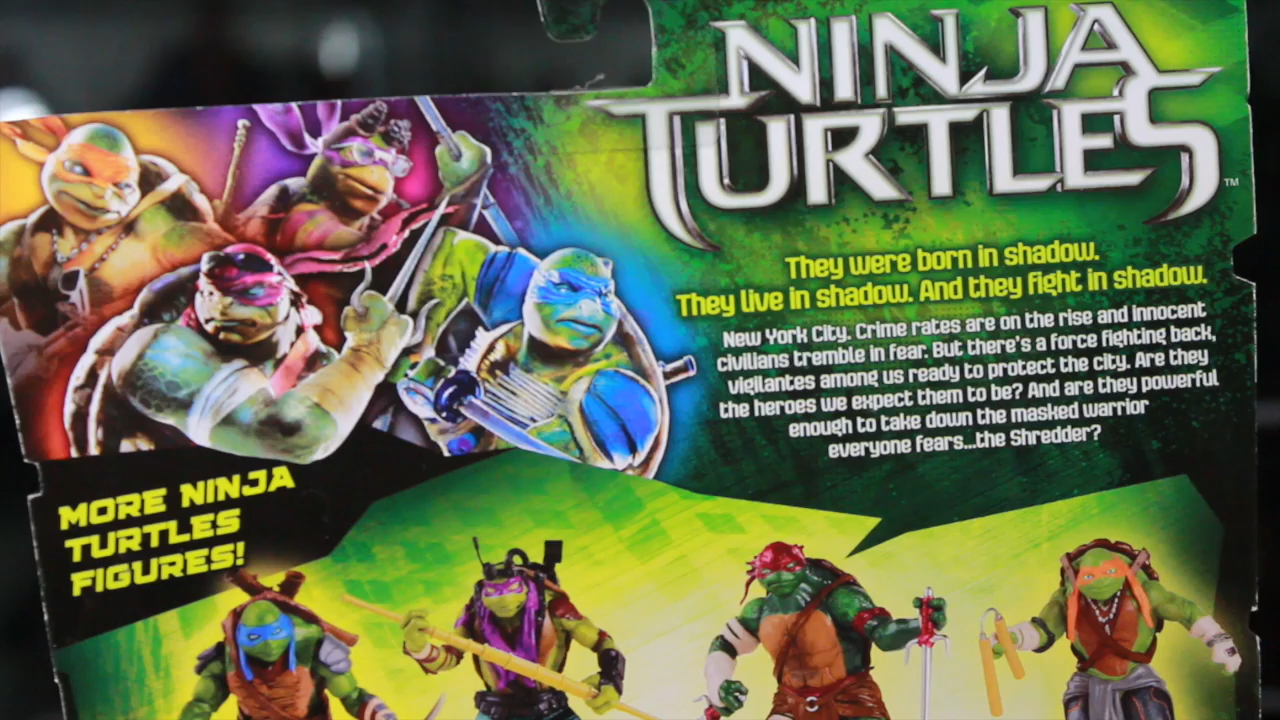 NINJA
TURTLES™
They were born in shadow.
They live in shadow. And they fight in shadow.
New York City. Crime rates are on the rise and innocent
civilians tremble in fear. But there's a force fighting back,
vigilantes among us ready to protect the city. Are they
the heroes we expect them to be? And are they powerful
enough to take down the masked warrior
everyone fears...the Shredder?
MORE NINJA
TURTLES
FIGURES!